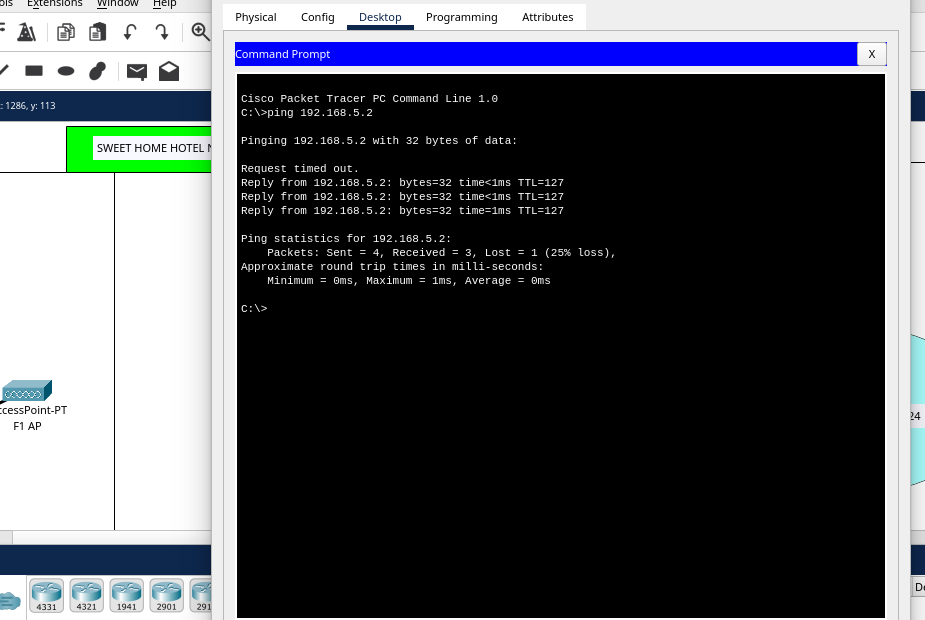 Extensions
Window
Help
Physical
Config
Desktop
Programming
Attributes
Command Prompt
X
: 1286, y: 113
SWEET HOME HOTEL
Cisco Packet Tracer PC Command Line 1.0
C:\>ping 192.168.5.2
Pinging 192.168.5.2 with 32 bytes of data:
Request timed out.
Reply from 192.168.5.2: bytes=32 time<1ms TTL=127
Reply from 192.168.5.2: bytes=32 time<1ms TTL=127
Reply from 192.168.5.2: bytes=32 time=1ms TTL=127
Ping statistics for 192.168.5.2:
Packets: Sent = 4, Received = 3, Lost = 1 (25% loss),
Approximate round trip times in milli-seconds:
Minimum = 0ms, Maximum = 1ms, Average = 0ms
C:\>
ccessPoint-PT
F1 AP
24
4331
4321
1941
2901